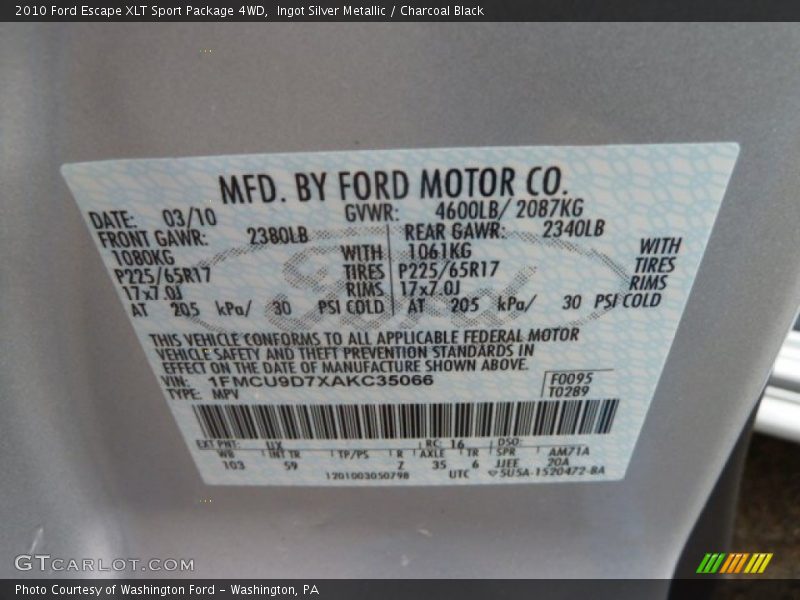 2010 Ford Escape XLT Sport Package 4WD,  Ingot Silver Metallic / Charcoal Black
MFD. BY FORD MOTOR CO.
DATE: 03/10 GVWR: 4600LB/ 2087KG
FRONT GAWR: 2380LB REAR GAWR: 2340LB
1080KG WITH 1061KG WITH
P225/65R17 TIRES P225/65R17 TIRES
17x7.0J RIMS 17x7.0J RIMS
AT 205 kPa/ 30 PSI COLD AT 205 kPa/ 30 PSI COLD
Ford
THIS VEHICLE CONFORMS TO ALL APPLICABLE FEDERAL MOTOR
VEHICLE SAFETY AND THEFT PREVENTION STANDARDS IN
EFFECT ON THE DATE OF MANUFACTURE SHOWN ABOVE.
VIN: 1FMCU9D7XAKC35066 F0095
TYPE: MPV T0289
EXT PNT: UX RC: 16 DSO:
WB INT TR TP/PS R AXLE TR SPR AM71A
103 59 Z 35 6 JJEE 20A
1201003050798 UTC 5U5A-1520472-BA
GTCARLOT.COM
Photo Courtesy of Washington Ford - Washington, PA